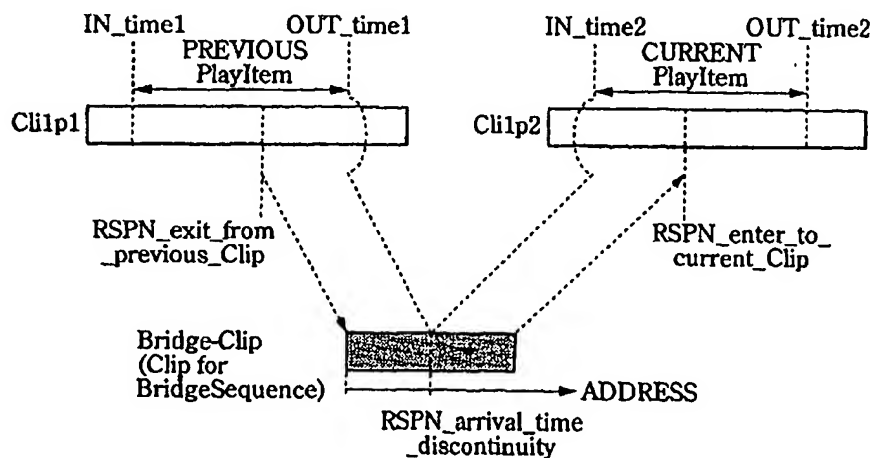 IN_time1
OUT_time1
PREVIOUS
PlayItem
Cli1p1
RSPN_exit_from
_previous_Clip
IN_time2
OUT_time2
CURRENT
PlayItem
Cli1p2
RSPN_enter_to_
current_Clip
Bridge-Clip
(Clip for
BridgeSequence)
ADDRESS
RSPN_arrival_time
_discontinuity